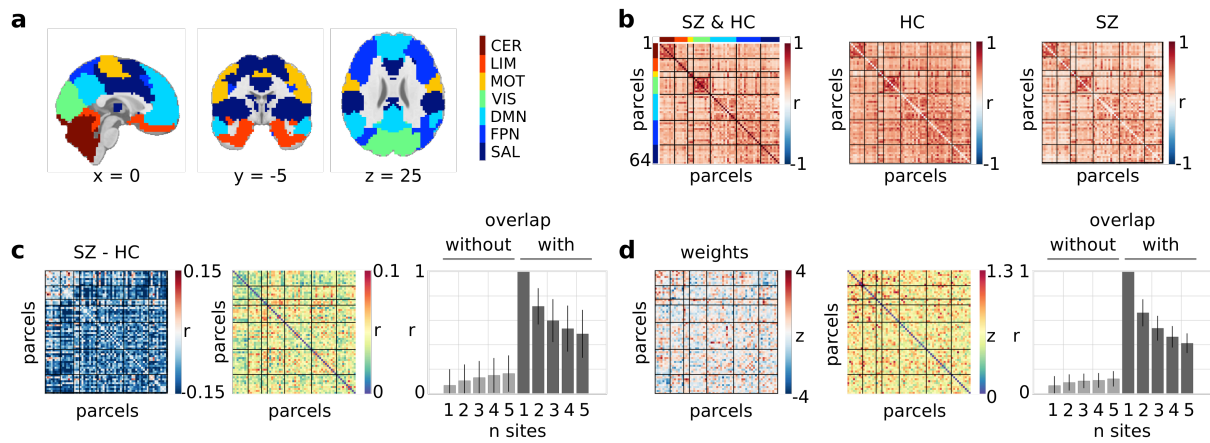 a
x = 0
y = -5
z = 25
CER
LIM
MOT
VIS
DMN
FPN
SAL
b
SZ & HC
1
64
parcels
parcels
1
r
-1
HC
parcels
parcels
1
r
-1
SZ
parcels
parcels
1
r
-1
c
SZ - HC
parcels
parcels
0.15
r
-0.15
parcels
0.1
r
0
overlap
without with
1
r
0
1 2 3 4 5 1 2 3 4 5
n sites
d
weights
parcels
parcels
4
z
-4
parcels
1.3
z
0
overlap
without with
1
r
0
1 2 3 4 5 1 2 3 4 5
n sites